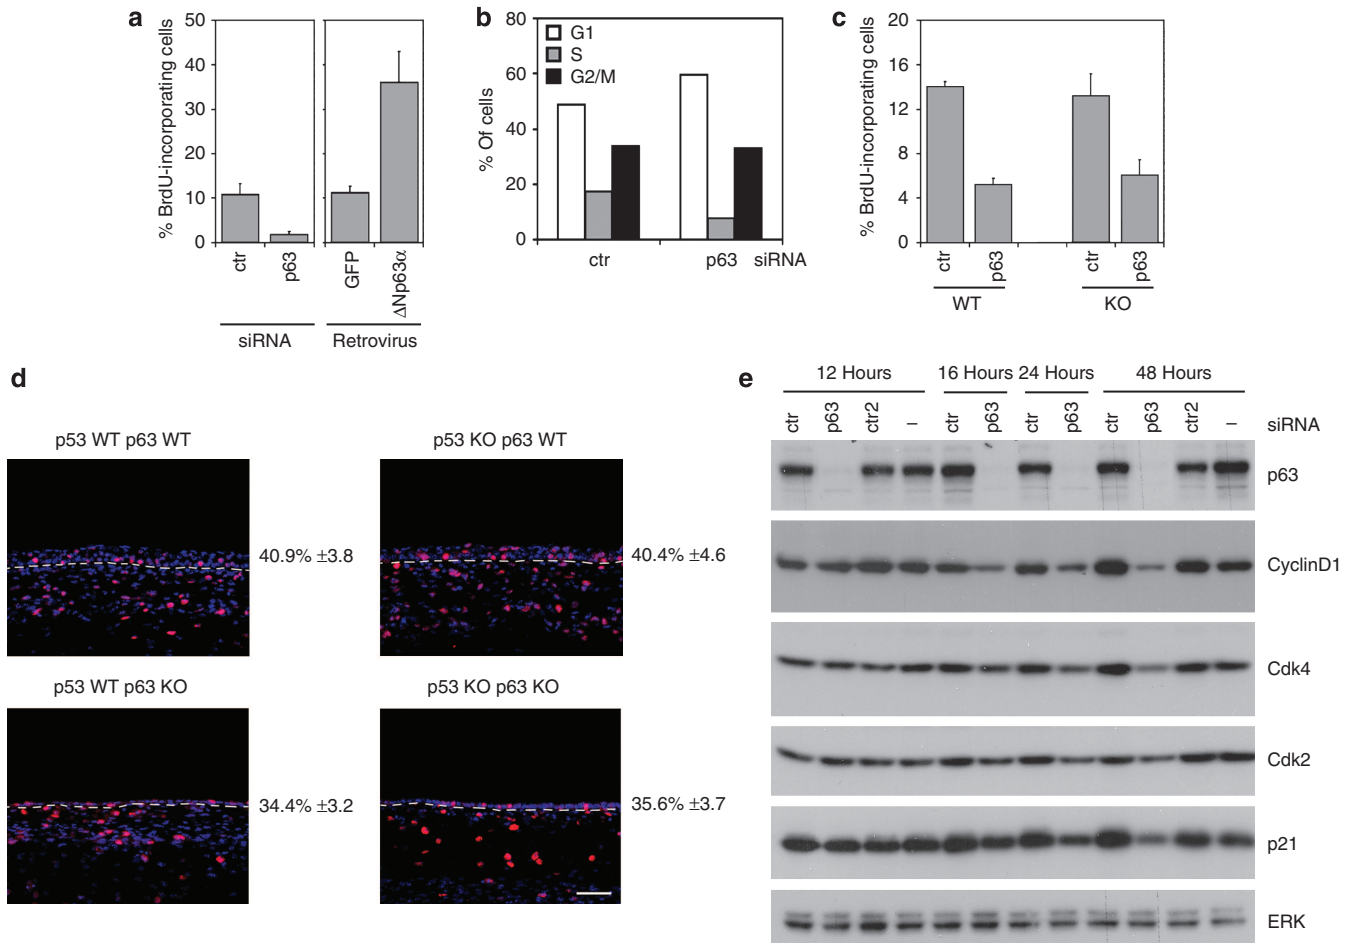 a
% BrdU-incorporating cells
50
40
30
20
10
0
ctr
p63
GFP
ΔNp63α
siRNA
Retrovirus
b
% Of cells
80
60
40
20
0
G1
S
G2/M
ctr
p63
siRNA
c
% BrdU-incorporating cells
20
16
12
8
4
0
ctr
p63
ctr
p63
WT
KO
d
p53 WT p63 WT
40.9% ±3.8
p53 KO p63 WT
40.4% ±4.6
p53 WT p63 KO
34.4% ±3.2
p53 KO p63 KO
35.6% ±3.7
e
12 Hours 16 Hours 24 Hours 48 Hours
ctr p63 ctr2 – ctr p63 ctr p63 ctr p63 ctr2 – siRNA
p63
CyclinD1
Cdk4
Cdk2
p21
ERK